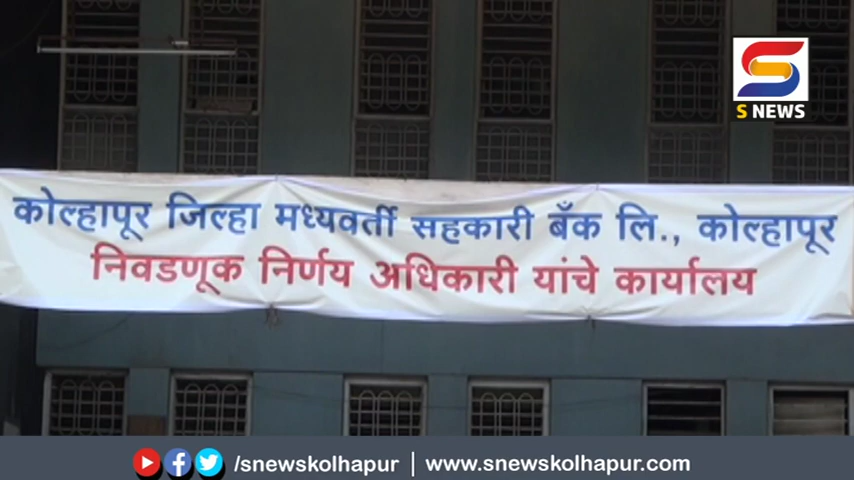 S NEWS
कोल्हापूर जिल्हा मध्यवर्ती सहकारी बँक लि., कोल्हापूर
निवडणूक निर्णय अधिकारी यांचे कार्यालय
/snewskolhapur | www.snewskolhapur.com